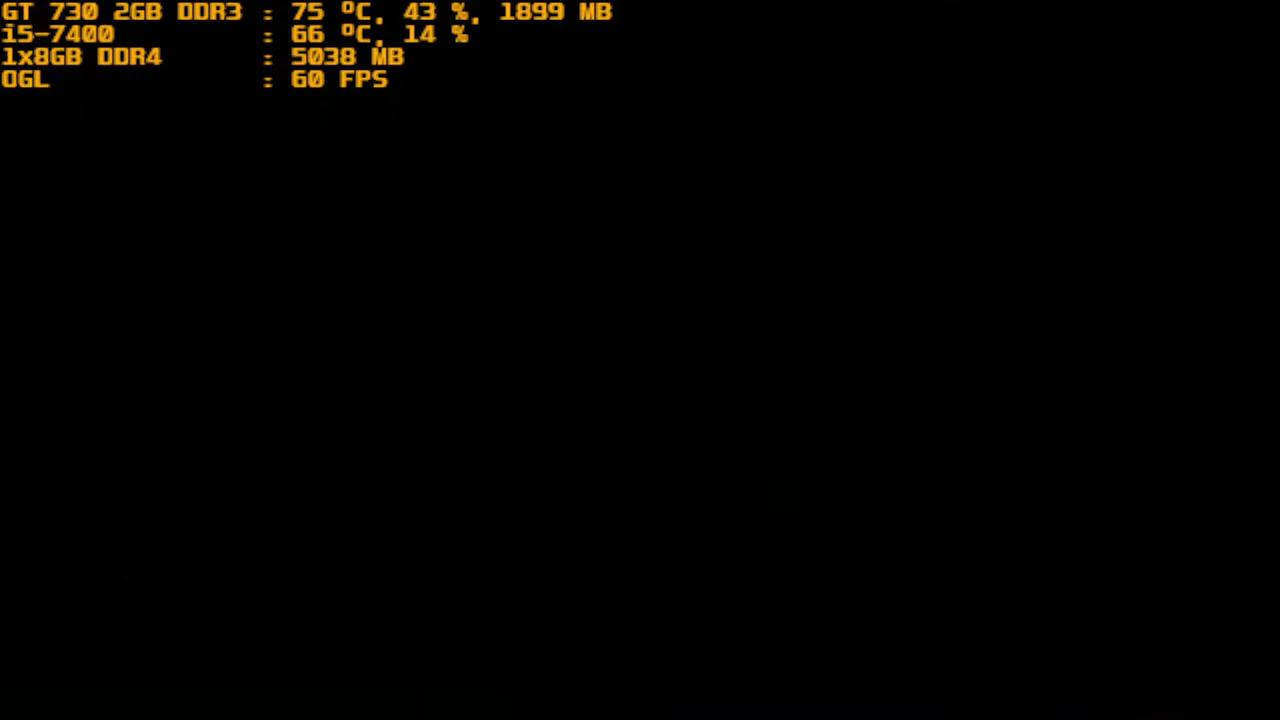 GT 730 2GB DDR3 : 75 ºC, 43 %, 1899 MB
i5-7400 : 66 ºC, 14 %
1x8GB DDR4 : 5038 MB
OGL : 60 FPS